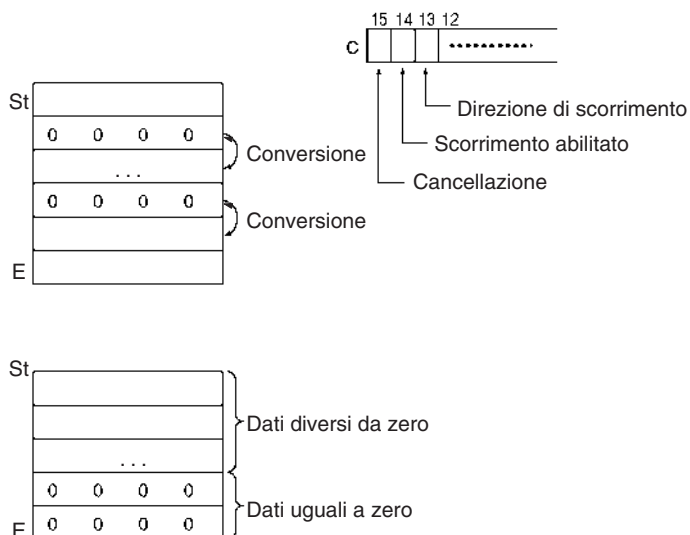 15 14 13 12
C
Direzione di scorrimento
Scorrimento abilitato
Cancellazione
St
0 0 0 0
Conversione
. . .
0 0 0 0
Conversione
E
St
Dati diversi da zero
. . .
0 0 0 0
Dati uguali a zero
0 0 0 0
E